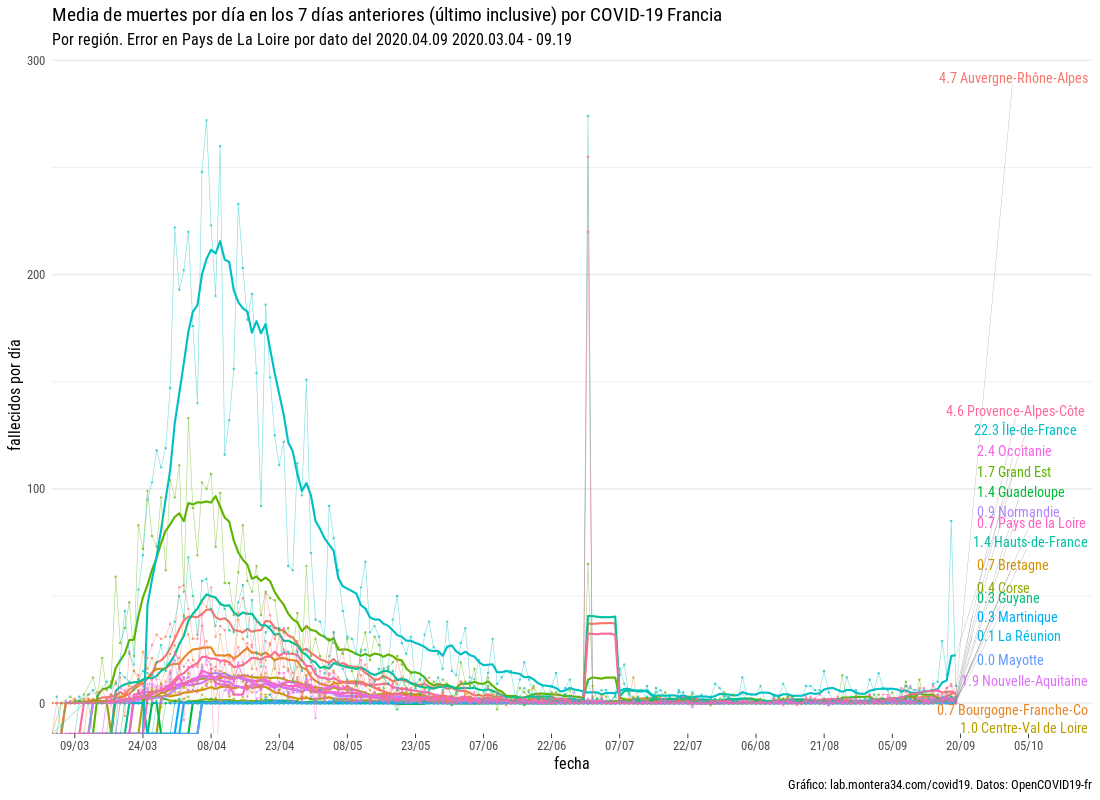 Media de muertes por día en los 7 días anteriores (último inclusive) por COVID-19 Francia
Por región. Error en Pays de La Loire por dato del 2020.04.09 2020.03.04 - 09.19
300
200
100
0
fallecidos por día
4.7 Auvergne-Rhône-Alpes
4.6 Provence-Alpes-Côte
22.3 Île-de-France
2.4 Occitanie
1.7 Grand Est
1.4 Guadeloupe
0.9 Normandie
0.7 Pays de la Loire
1.4 Hauts-de-France
0.7 Bretagne
0.4 Corse
0.3 Guyane
0.3 Martinique
0.1 La Réunion
0.0 Mayotte
.9 Nouvelle-Aquitaine
0.7 Bourgogne-Franche-Co
1.0 Centre-Val de Loire
09/03 24/03 08/04 23/04 08/05 23/05 07/06 22/06 07/07 22/07 06/08 21/08 05/09 20/09 05/10
fecha
Gráfico: lab.montera34.com/covid19. Datos: OpenCOVID19-fr